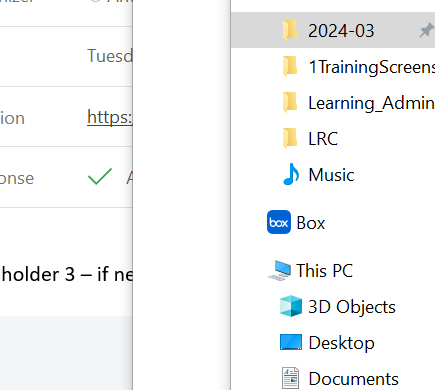 Tuesd
https:
ion
onse
holder 3 – if ne
2024-03
1TrainingScreens
Learning_Admin
LRC
Music
box Box
This PC
3D Objects
Desktop
Documents